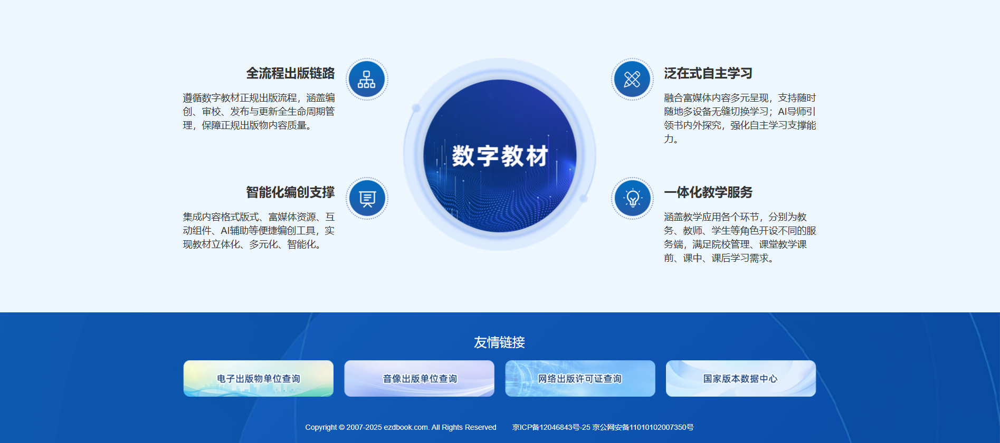 全流程出版链路
遵循数字教材正规出版流程，涵盖编
创、审校、发布与更新全生命周期管
理，保障正规出版物内容质量。
智能化编创支撑
集成内容格式版式、富媒体资源、互
动组件、AI辅助等便捷编创工具，实
现教材立体化、多元化、智能化。
数字教材
泛在式自主学习
融合富媒体内容多元呈现，支持随时
随地多设备无缝切换学习；AI导师引
领书内外探究，强化自主学习支撑能
力。
一体化教学服务
涵盖教学应用各个环节，分别为教
务、教师、学生等角色开设不同的服
务端，满足院校管理、课堂教学课
前、课中、课后学习需求。
友情链接
电子出版物单位查询
音像出版单位查询
网络出版许可证查询
国家版本数据中心
Copyright © 2007-2025 ezdbook.com. All Rights Reserved 京ICP备12046843号-25 京公网安备11010102007350号